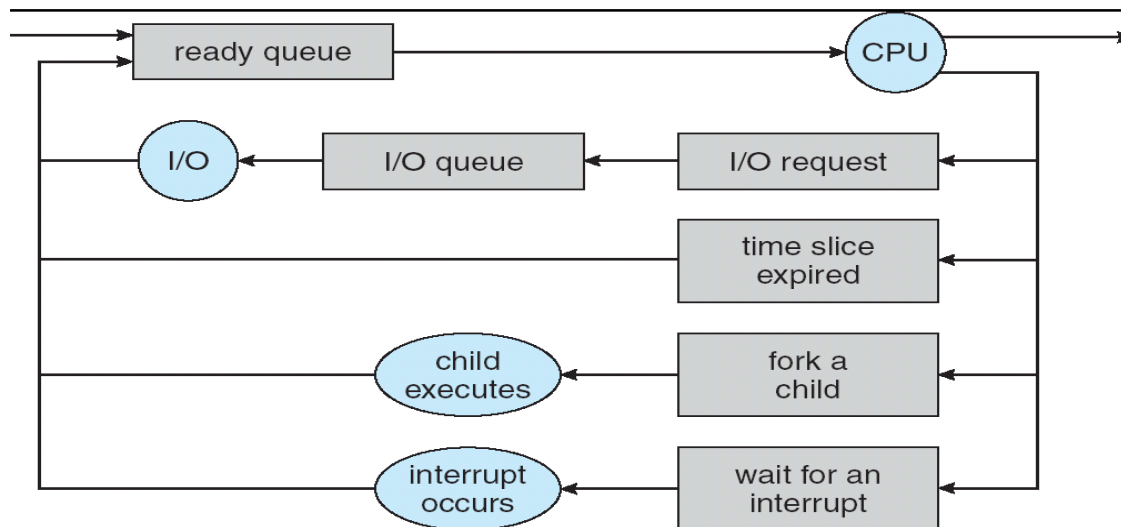 ready queue
CPU
I/O
I/O queue
I/O request
time slice
expired
child
executes
fork a
child
interrupt
occurs
wait for an
interrupt